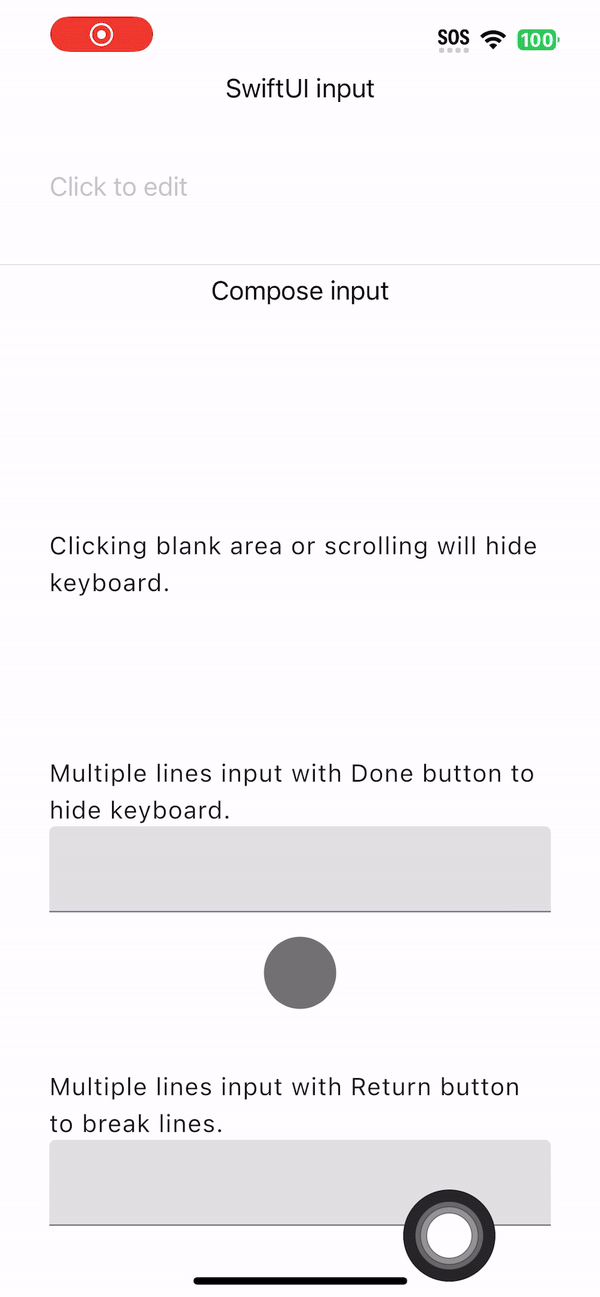 SOS
100
SwiftUI input
Click to edit
Compose input
Clicking blank area or scrolling will hide
keyboard.
Multiple lines input with Done button to
hide keyboard.
Multiple lines input with Return button
to break lines.